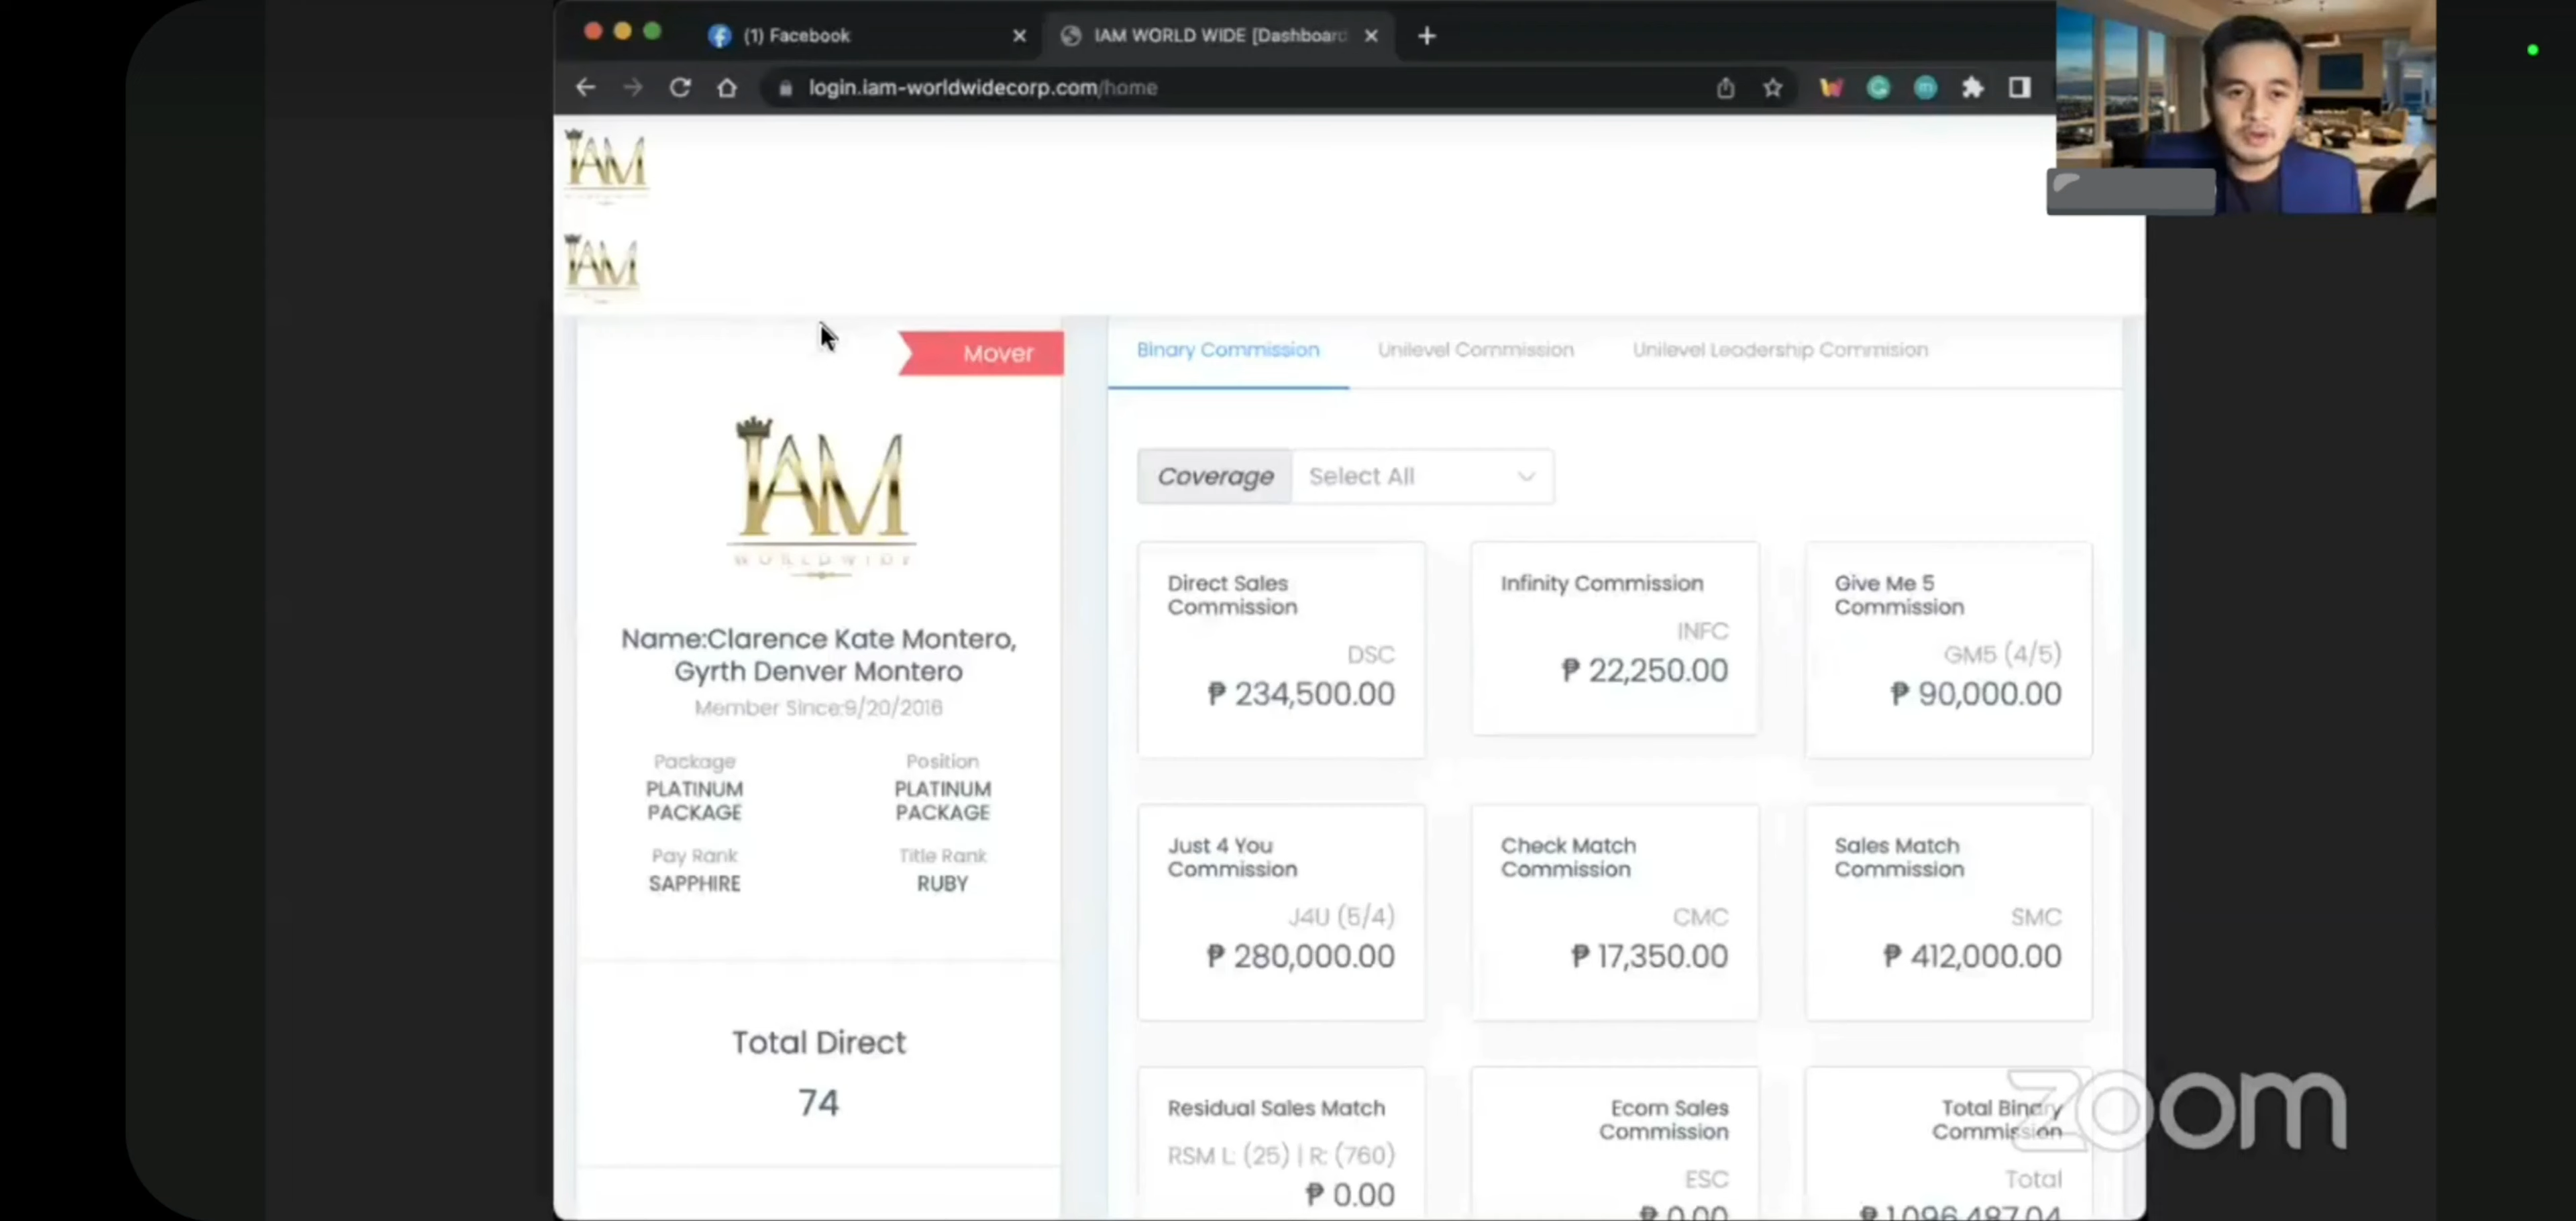 (1) Facebook
IAM WORLD WIDE [Dashboard
login.iam-worldwidecorp.com/home
IAM
IAM
Mover
IAM
WORLDWIDE
Name:Clarence Kate Montero,
Gyrth Denver Montero
Member Since:9/20/2016
Package
PLATINUM
PACKAGE
Position
PLATINUM
PACKAGE
Pay Rank
SAPPHIRE
Title Rank
RUBY
Total Direct
74
Binary Commission
Unilevel Commission
Unilevel Leadership Commision
Coverage
Select All
Direct Sales
Commission
DSC
₱ 234,500.00
Infinity Commission
INFC
₱ 22,250.00
Give Me 5
Commission
GM5 (4/5)
₱ 90,000.00
Just 4 You
Commission
J4U (5/4)
₱ 280,000.00
Check Match
Commission
CMC
₱ 17,350.00
Sales Match
Commission
SMC
₱ 412,000.00
Residual Sales Match
RSM L: (25) | R: (760)
₱ 0.00
Ecom Sales
Commission
ESC
₱ 0.00
Total Binary
Commission
Total
₱ 1,096,487.04
zoom